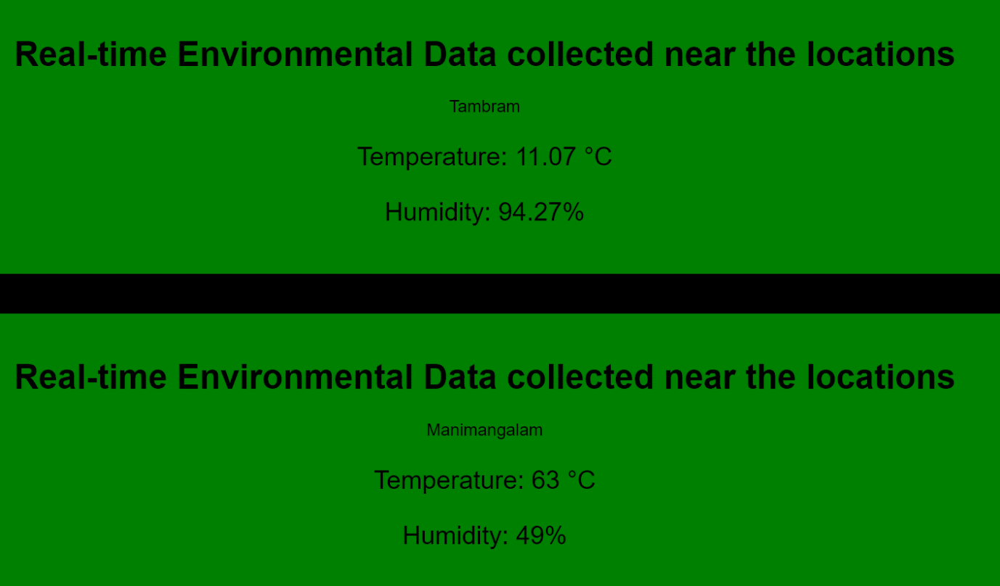 Real-time Environmental Data collected near the locations
Tambram
Temperature: 11.07 °C
Humidity: 94.27%
Real-time Environmental Data collected near the locations
Manimangalam
Temperature: 63 °C
Humidity: 49%